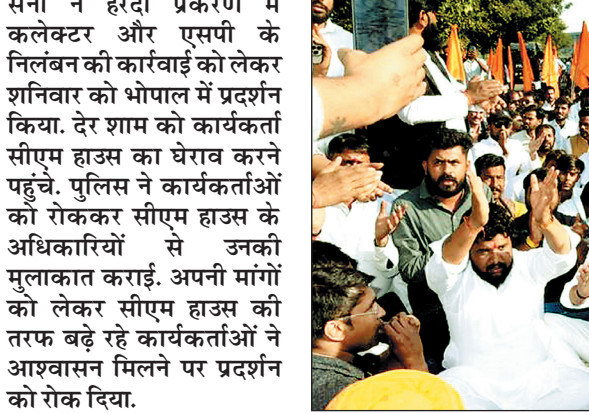 सेना ने हरदा प्रकरण में
कलेक्टर और एसपी के
निलंबन की कार्रवाई को लेकर
शनिवार को भोपाल में प्रदर्शन
किया. देर शाम को कार्यकर्ता
सीएम हाउस का घेराव करने
पहुंचे. पुलिस ने कार्यकर्ताओं
को रोककर सीएम हाउस के
अधिकारियों से उनकी
मुलाकात कराई. अपनी मांगों
को लेकर सीएम हाउस की
तरफ बढ़े रहे कार्यकर्ताओं ने
आश्वासन मिलने पर प्रदर्शन
को रोक दिया.